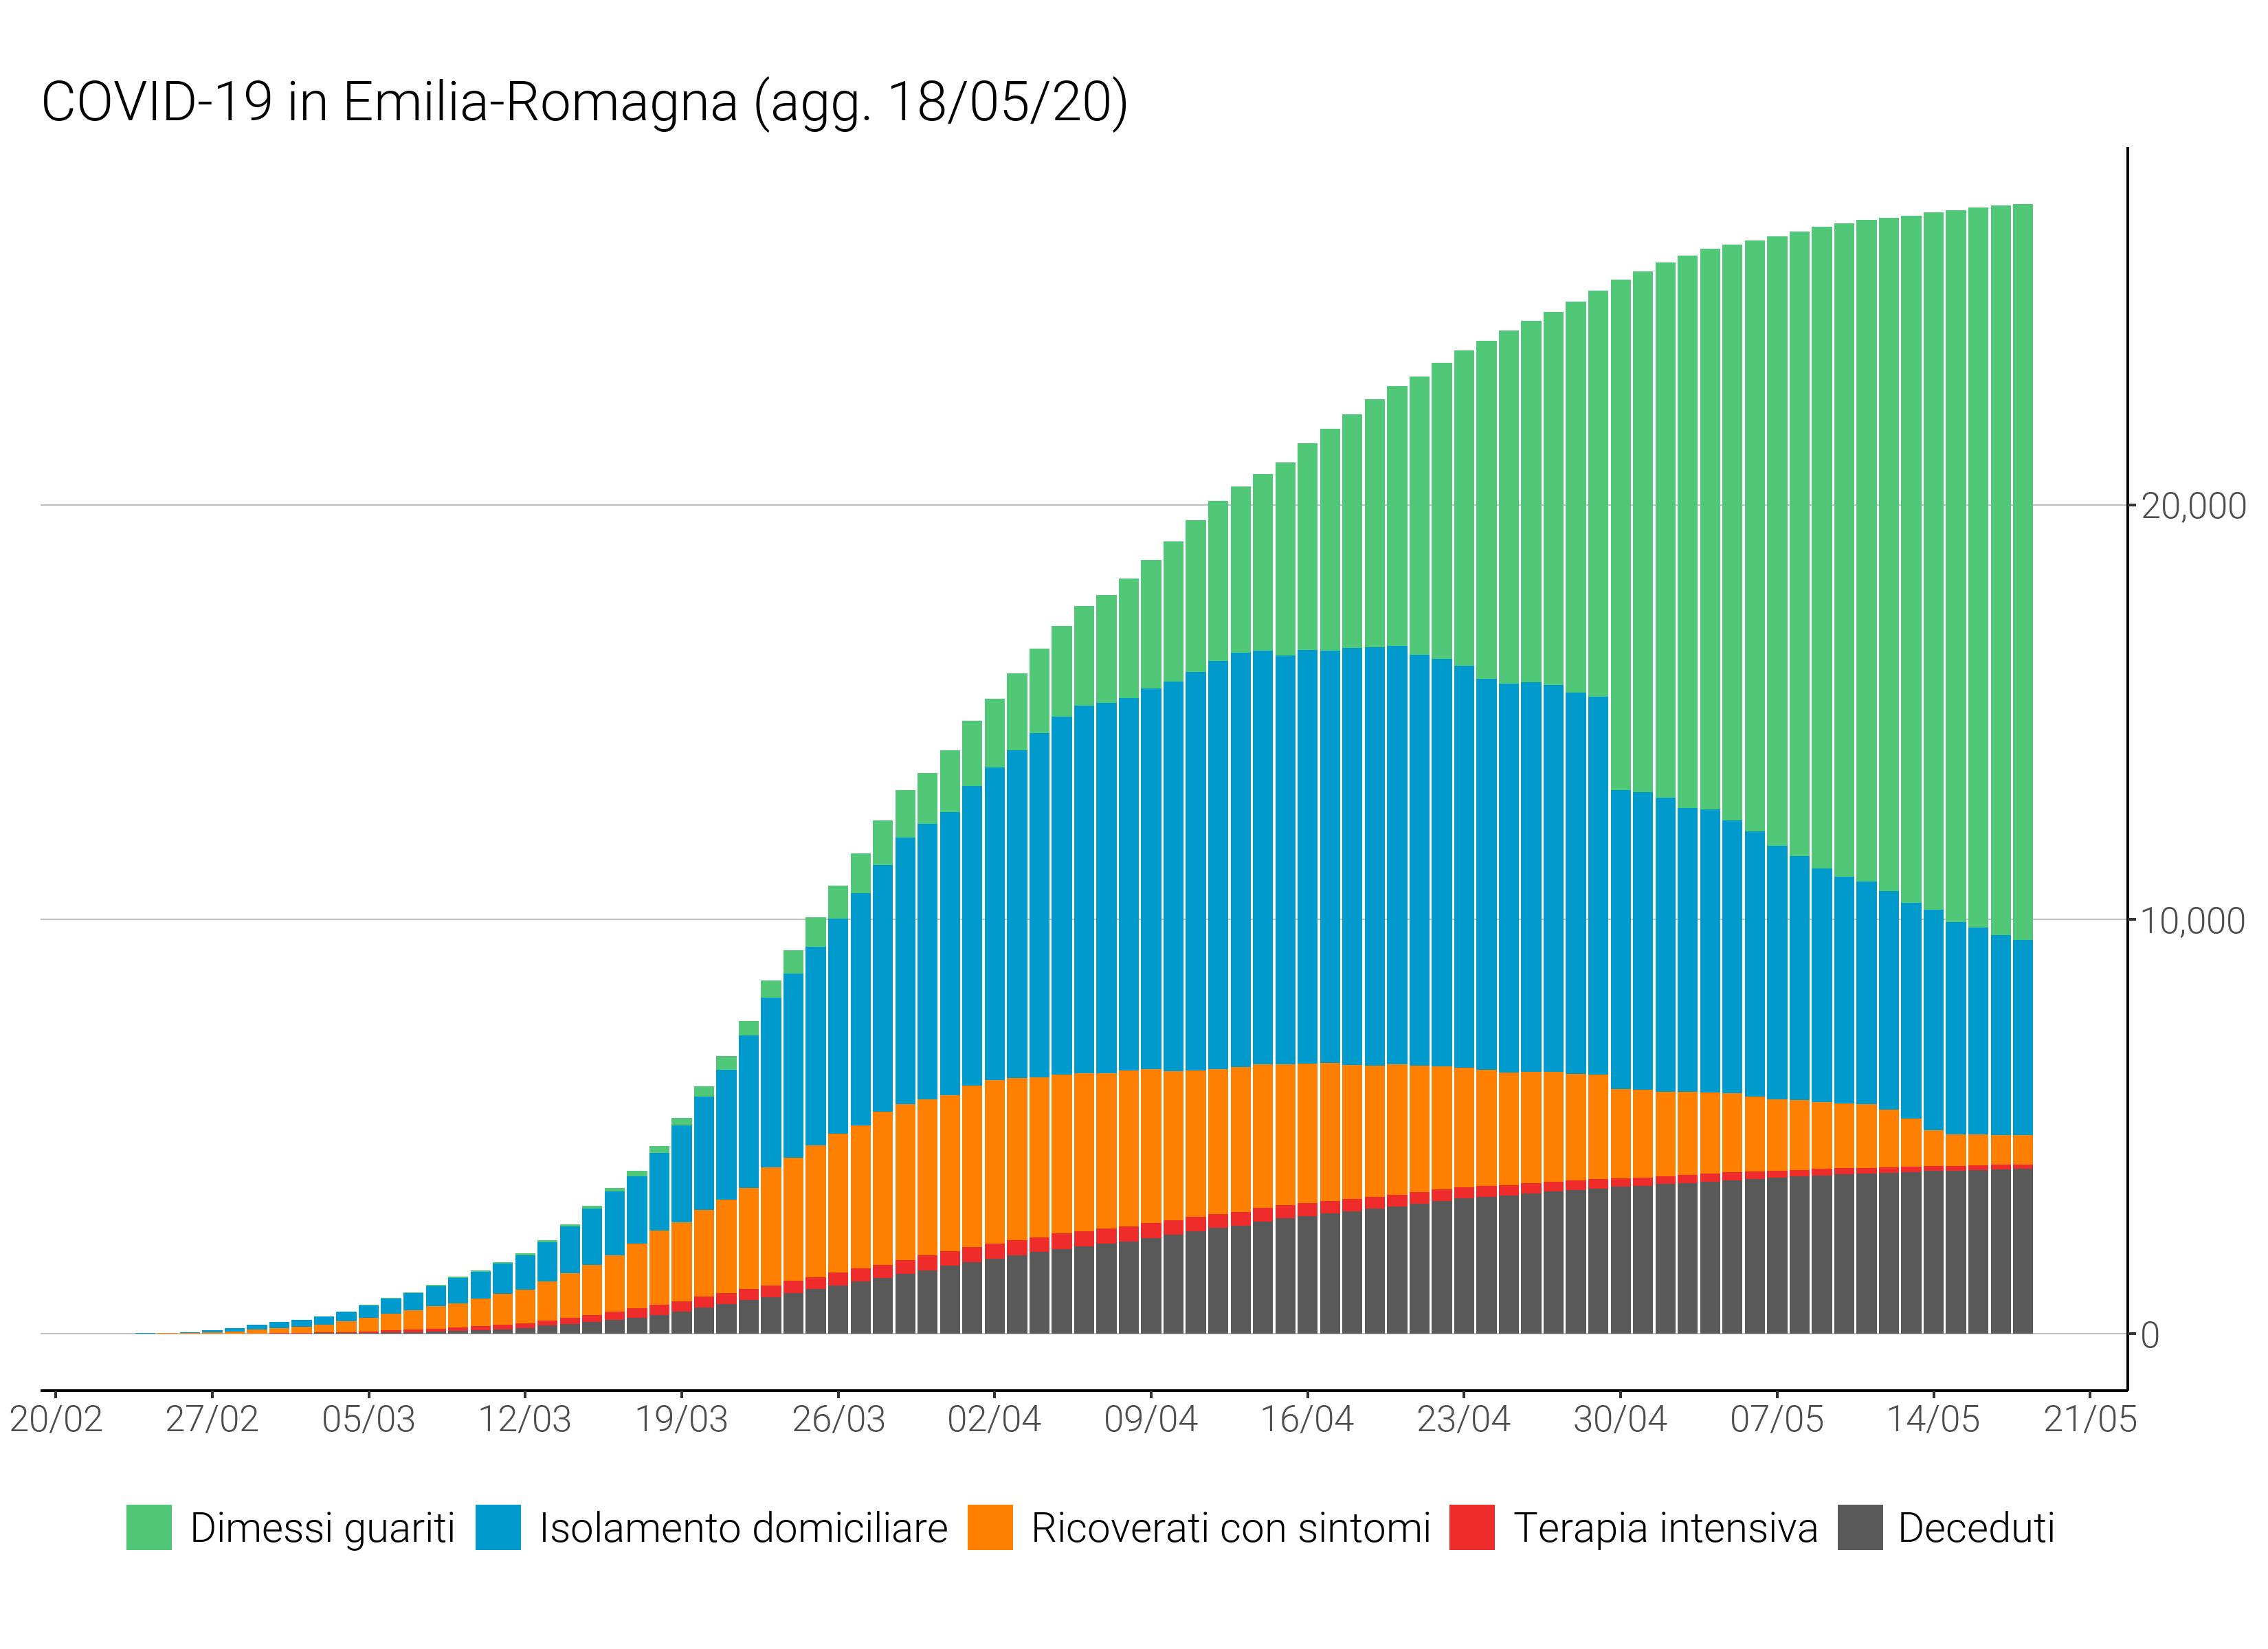 COVID-19 in Emilia-Romagna (agg. 18/05/20)
20,000
10,000
0
20/02 27/02 05/03 12/03 19/03 26/03 02/04 09/04 16/04 23/04 30/04 07/05 14/05 21/05
Dimessi guariti Isolamento domiciliare Ricoverati con sintomi Terapia intensiva Deceduti